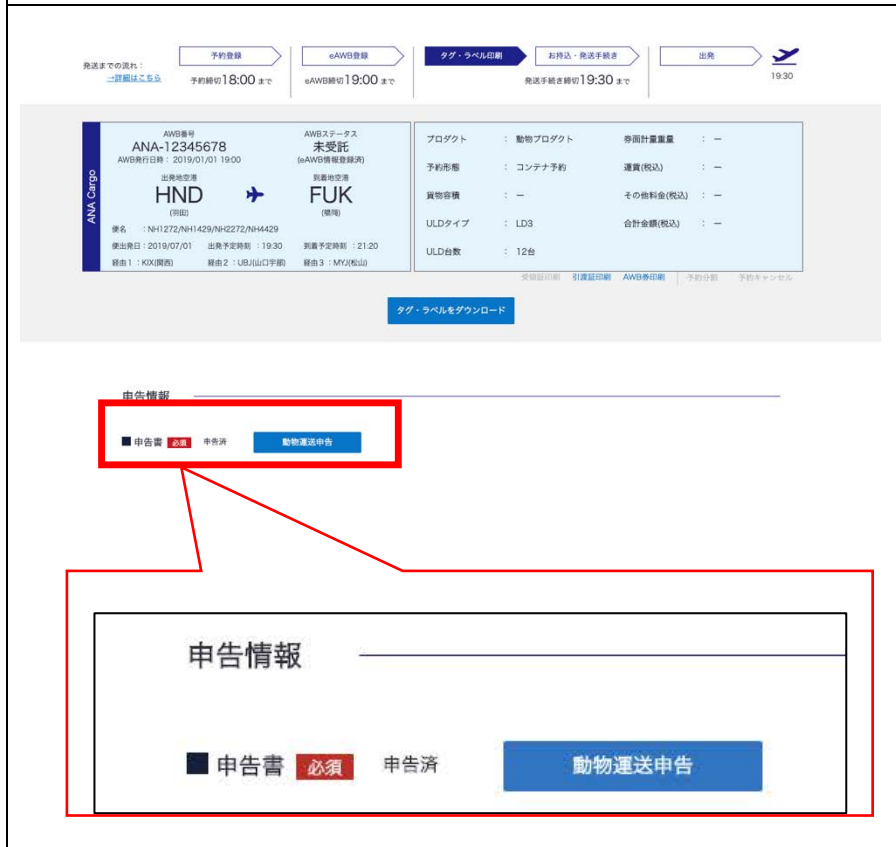 発送までの流れ：
→詳細はこちら
予約登録
eAWB登録
タグ・ラベル印刷
お持込・発送手続き
出発
予約締切18:00 まで
eAWB締切19:00 まで
発送手続き締切19:30 まで
19:30
ANA Cargo
AWB番号
ANA-12345678
AWB発行日時： 2019/01/01 19:00
AWBステータス
未受託
(eAWB情報登録済)
出発地空港
HND
(羽田)
到着地空港
FUK
(福岡)
便名 ：NH1272/NH1429/NH2272/NH4429
便出発日：2019/07/01 出発予定時刻 ：19:30 到着予定時刻 ：21:20
経由1 ：KIX(関西) 経由2 ：UBJ(山口宇部) 経由3 ：MYJ(松山)
プロダクト ： 動物プロダクト 券面計量重量 ： −
予約形態 ： コンテナ予約 運賃(税込) ： −
貨物容積 ： − その他料金(税込) ： −
ULDタイプ ： LD3 合計金額(税込) ： −
ULD台数 ： 12台
受領証印刷 引渡証印刷 AWB券印刷 予約分割 予約キャンセル
タグ・ラベルをダウンロード
申告情報
■申告書 必須 申告済 動物運送申告
申告情報
■申告書 必須 申告済 動物運送申告